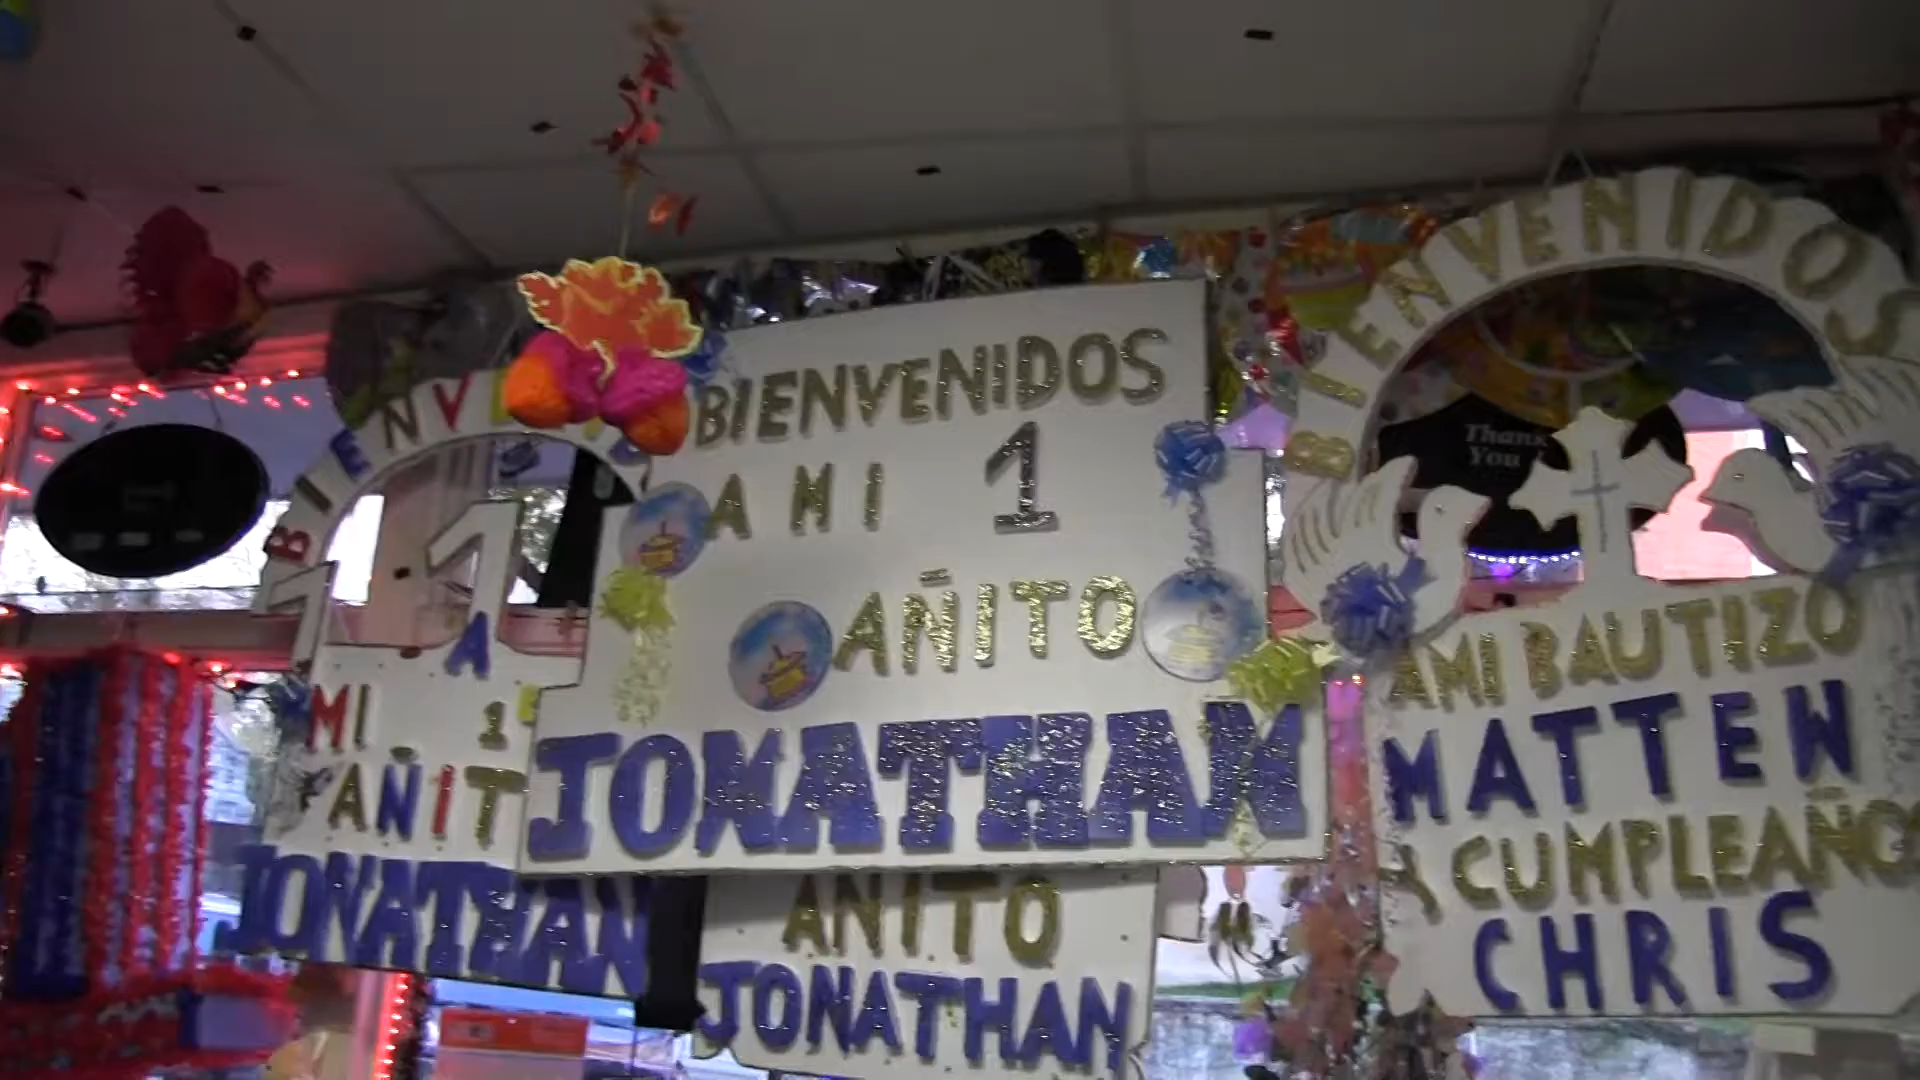 BIENV
A
MI 1
AÑIT
JONATHAN
BIENVENIDOS
A MI 1
AÑITO
JONATHAN
AÑITO
JONATHAN
BIENVENIDOS
Thank
You
A MI BAUTIZO
MATTEW
A CUMPLEAÑOS
CHRIS